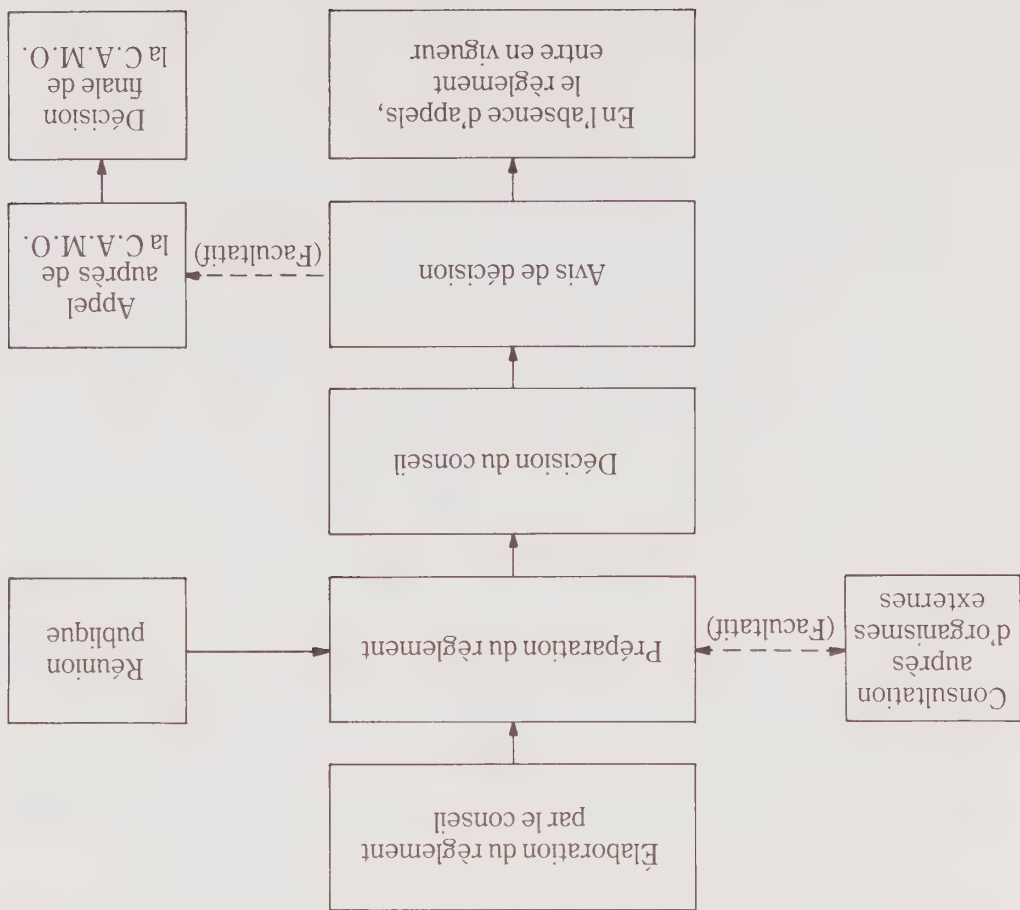 Élaboration du règlement
par le conseil
Consultation
auprès
d'organismes
externes
(Facultatif)
Préparation du règlement
Réunion
publique
Décision du conseil
Avis de décision
(Facultatif)
Appel
auprès de
la C.A.M.O.
En l'absence d'appels,
le règlement
entre en vigueur
Décision
finale de
la C.A.M.O.